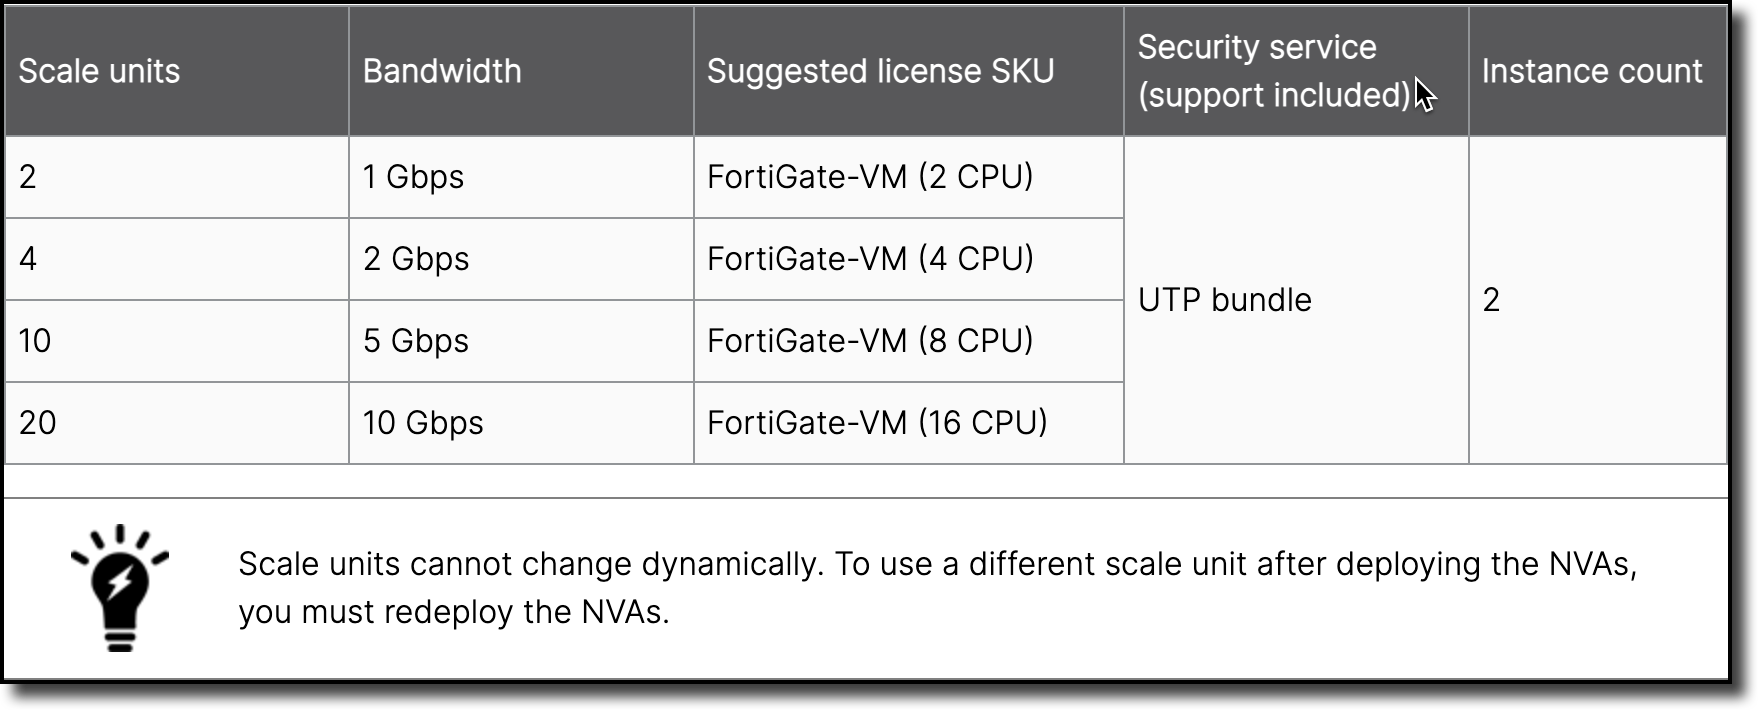 Scale units
Bandwidth
Suggested license SKU
Security service
(support included)
Instance count
2
1 Gbps
FortiGate-VM (2 CPU)
4
2 Gbps
FortiGate-VM (4 CPU)
UTP bundle
2
10
5 Gbps
FortiGate-VM (8 CPU)
20
10 Gbps
FortiGate-VM (16 CPU)
Scale units cannot change dynamically. To use a different scale unit after deploying the NVAs,
you must redeploy the NVAs.